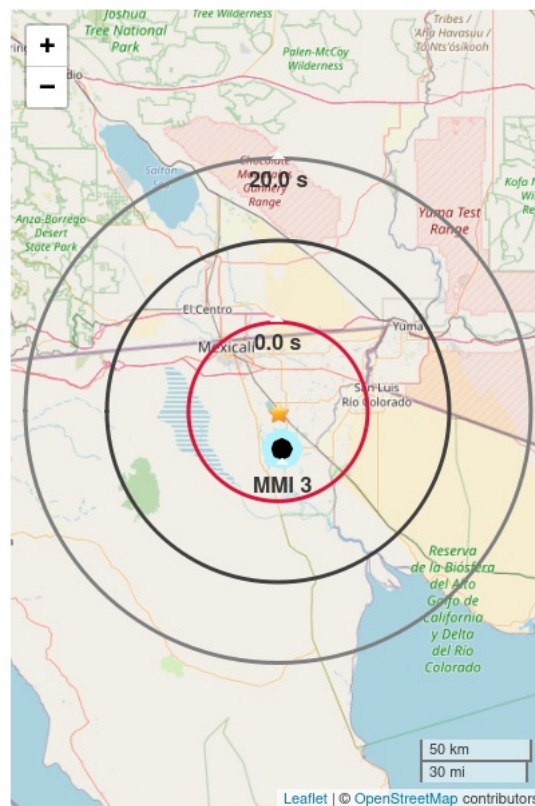 Joshua
Tree National
Park
Tree Wilderness
Tribes /
'Aha Havasuu /
Tó Nts'ósíkooh
+
−
Palen-McCoy
Wilderness
Salton
20.0 s
Chocolate
Gunnery
Range
Anza-Borrego
Desert
State Park
Yuma Test
Range
Kofa
El Centro
Yuma
Mexicali
0.0 s
San Luis
Río Colorado
MMI 3
Reserva
de la Biósfera
del Alto
Golfo de
California
y Delta
del Río
Colorado
50 km
30 mi
Leaflet | © OpenStreetMap contributors